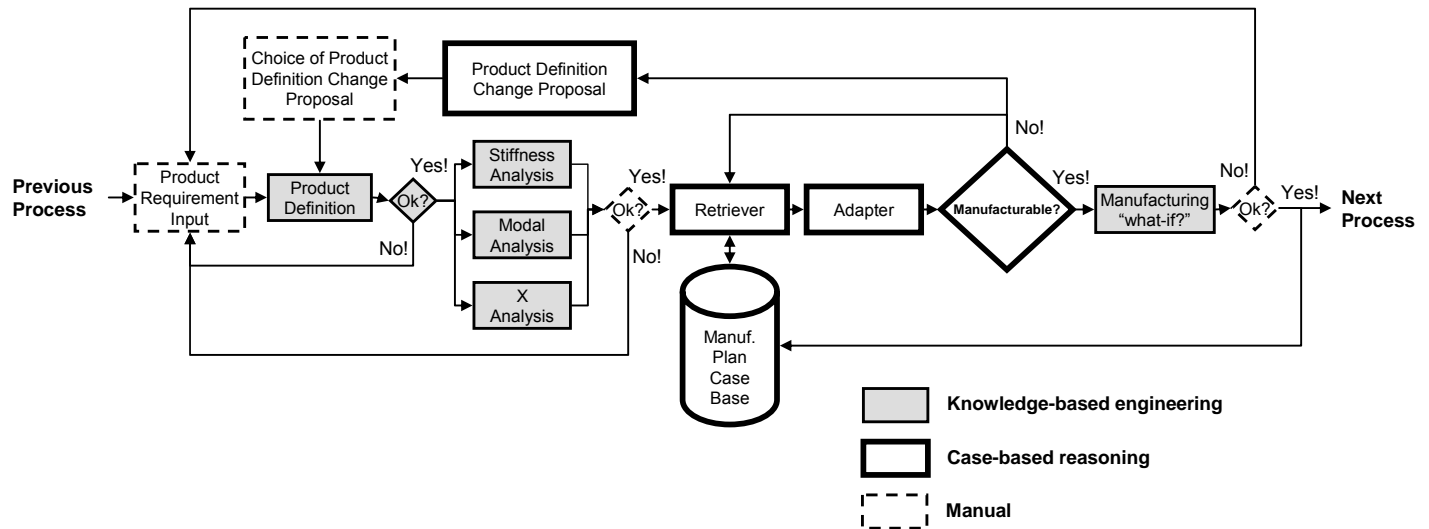 Choice of Product
Definition Change
Proposal
Product Definition
Change Proposal
No!
No!
Previous
Process
Product
Requirement
Input
Product
Definition
Ok?
Yes!
No!
Stiffness
Analysis
Modal
Analysis
X
Analysis
Yes!
Ok?
No!
Retriever
Adapter
Manufacturable?
Yes!
Manufacturing
“what-if?”
Ok?
Yes!
Next
Process
Manuf.
Plan
Case
Base
Knowledge-based engineering
Case-based reasoning
Manual